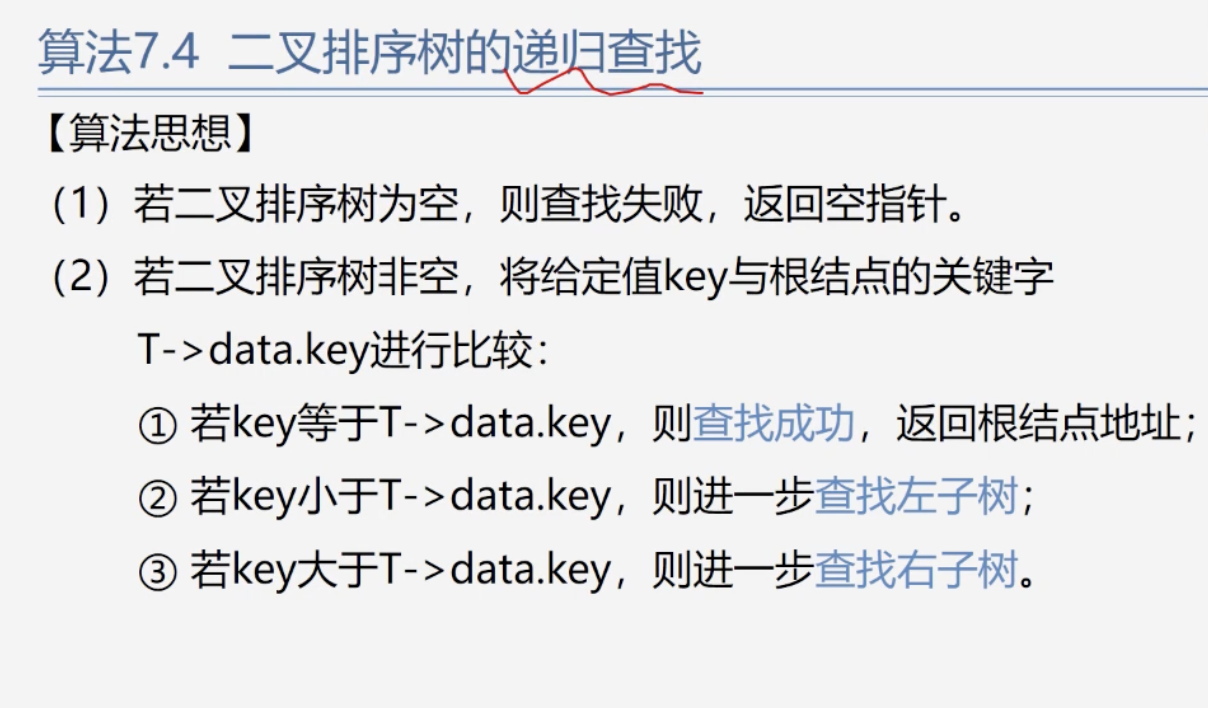 算法7.4 二叉排序树的递归查找
【算法思想】
（1）若二叉排序树为空，则查找失败，返回空指针。
（2）若二叉排序树非空，将给定值key与根结点的关键字
T->data.key进行比较：
① 若key等于T->data.key，则查找成功，返回根结点地址；
② 若key小于T->data.key，则进一步查找左子树；
③ 若key大于T->data.key，则进一步查找右子树。